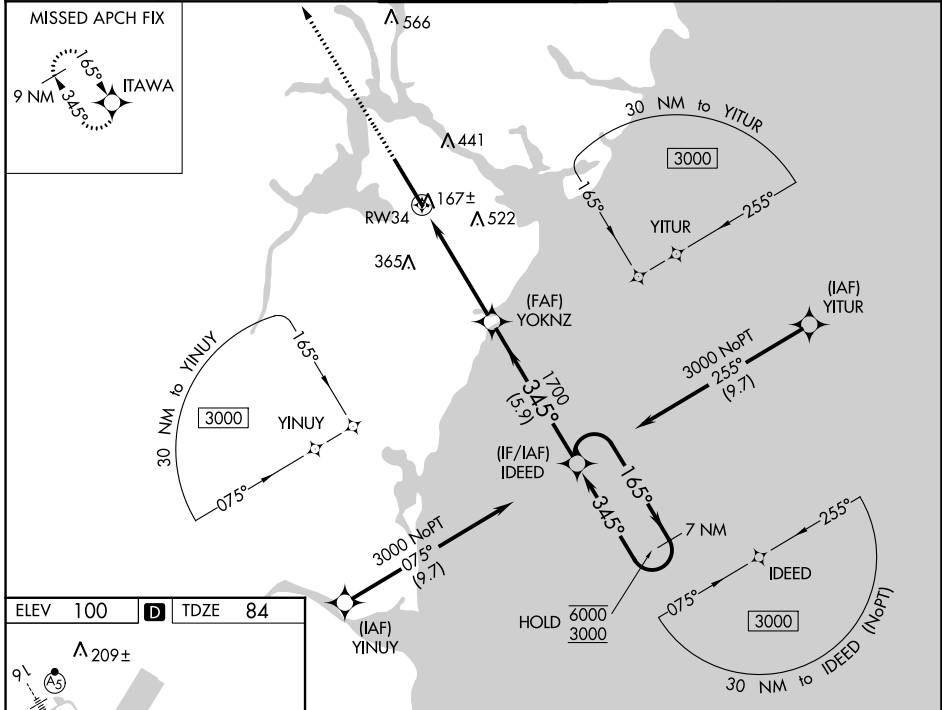 MISSED APCH FIX
165°
ITAWA
9 NM
345°
566
441
167±
RW34
522
365
30 NM to YITUR
3000
165°
255°
YITUR
(FAF)
YOKNZ
(IAF)
YITUR
3000 NoPT
255°
(9.7)
1700
345°
(5.9)
30 NM to YINUY
165°
3000
YINUY
075°
(IF/IAF)
IDEED
165°
345°
7 NM
HOLD 6000
3000
3000 NoPT
075°
(9.7)
(IAF)
YINUY
255°
IDEED
075°
3000
30 NM to IDEED (NoPT)
ELEV 100 D TDZE 84
209±
16
A5